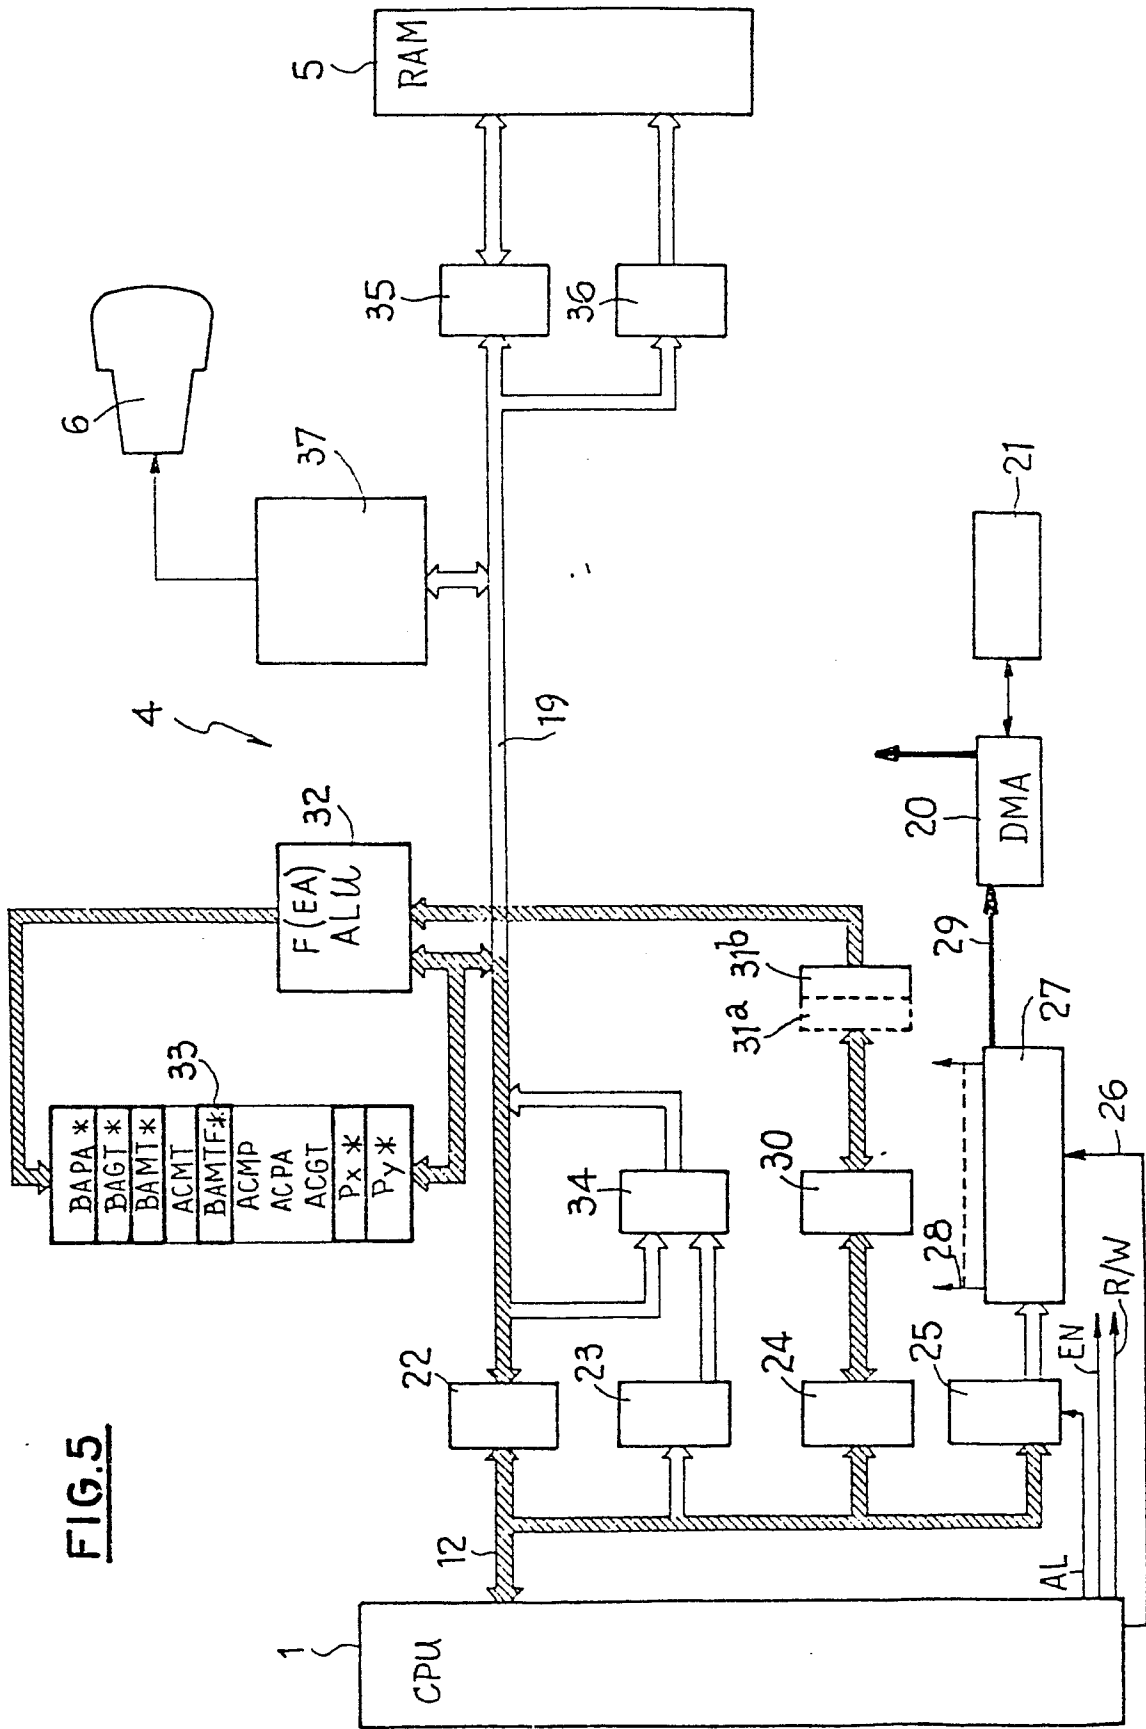 FIG.5
1
CPU
12
AL
EN
R/W
26
22
23
24
25
28
27
29
34
30
31a
31b
BAPA*
BAGT*
BAMT*
ACMT
BAMTF*
ACMP
ACPA
ACGT
Px*
Py*
33
F(EA)
ALU
32
4
19
20
DMA
21
37
6
35
36
5
RAM